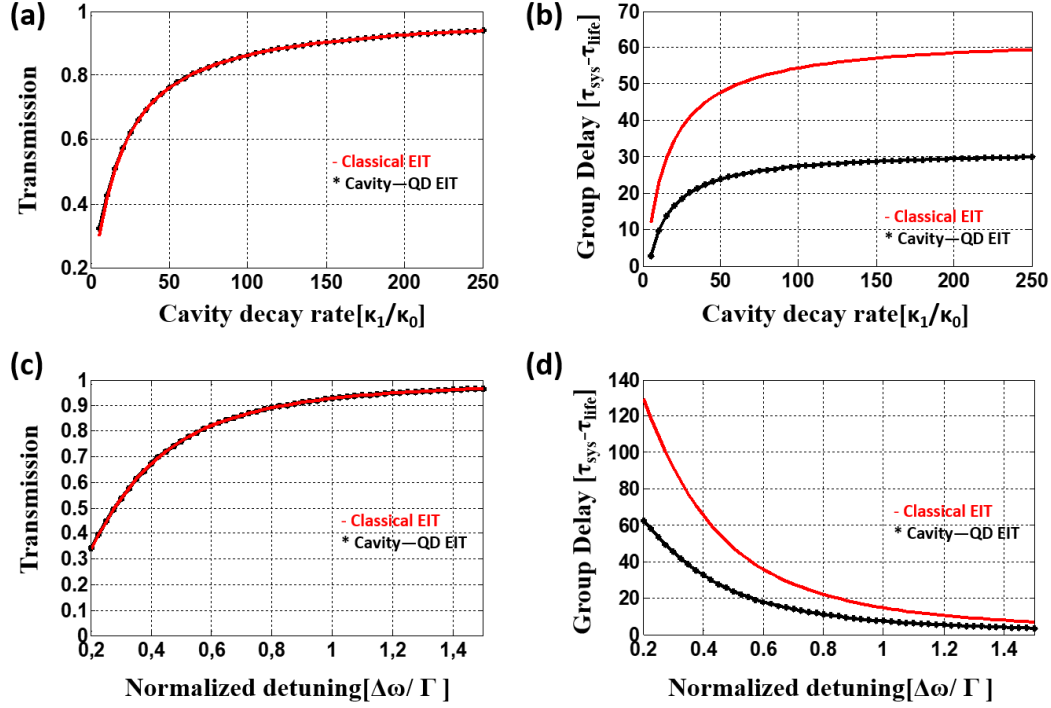 (a)
Transmission
1
0.8
0.6
0.4
0.2
0 50 100 150 200 250
Cavity decay rate[κ₁/κ₀]
- Classical EIT
* Cavity—QD EIT
(b)
Group Delay [τsys-τlife]
70
60
50
40
30
20
10
0
0 50 100 150 200 250
Cavity decay rate[κ₁/κ₀]
- Classical EIT
* Cavity—QD EIT
(c)
Transmission
1
0.9
0.8
0.7
0.6
0.5
0.4
0.3
0.1
0.1
0
0,2 0,4 0,6 0,8 1 1,2 1,4
Normalized detuning[Δω/ Γ ]
- Classical EIT
* Cavity—QD EIT
(d)
Group Delay [τsys-τlife]
140
120
100
80
60
40
20
0
0.2 0.4 0.6 0.8 1 1.2 1.4
Normalized detuning[Δω/ Γ ]
- Classical EIT
* Cavity—QD EIT